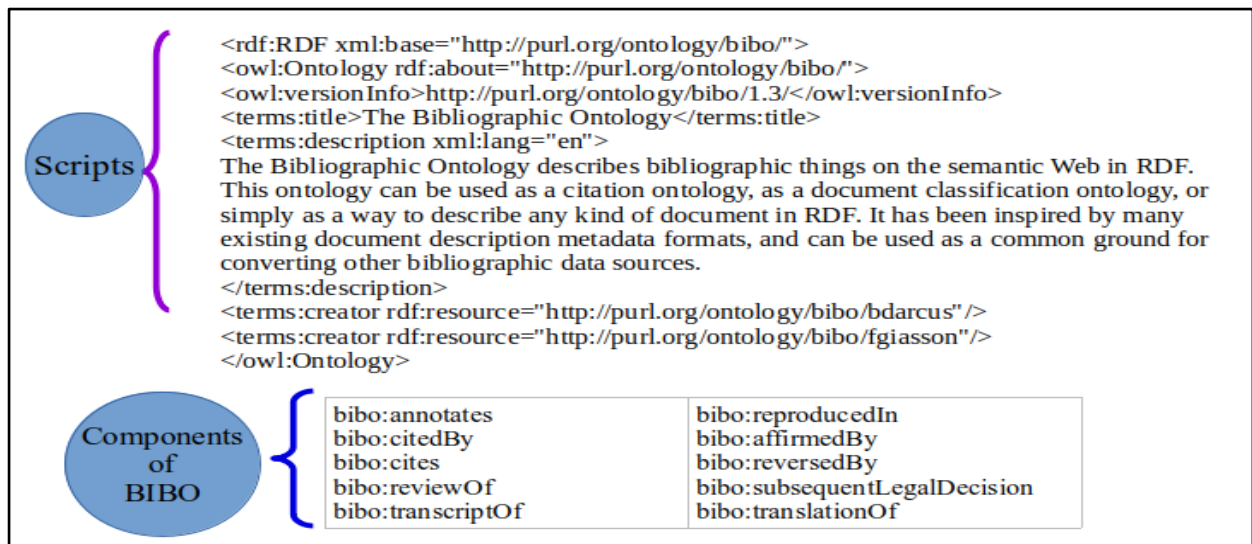 Scripts
<rdf:RDF xml:base="http://purl.org/ontology/bibo/">
<owl:Ontology rdf:about="http://purl.org/ontology/bibo/">
<owl:versionInfo>http://purl.org/ontology/bibo/1.3/</owl:versionInfo>
<terms:title>The Bibliographic Ontology</terms:title>
<terms:description xml:lang="en">
The Bibliographic Ontology describes bibliographic things on the semantic Web in RDF.
This ontology can be used as a citation ontology, as a document classification ontology, or
simply as a way to describe any kind of document in RDF. It has been inspired by many
existing document description metadata formats, and can be used as a common ground for
converting other bibliographic data sources.
</terms:description>
<terms:creator rdf:resource="http://purl.org/ontology/bibo/bdarcus"/>
<terms:creator rdf:resource="http://purl.org/ontology/bibo/fgiasson"/>
</owl:Ontology>
Components
of
BIBO
bibo:annotates
bibo:citedBy
bibo:cites
bibo:reviewOf
bibo:transcriptOf
bibo:reproducedIn
bibo:affirmedBy
bibo:reversedBy
bibo:subsequentLegalDecision
bibo:translationOf